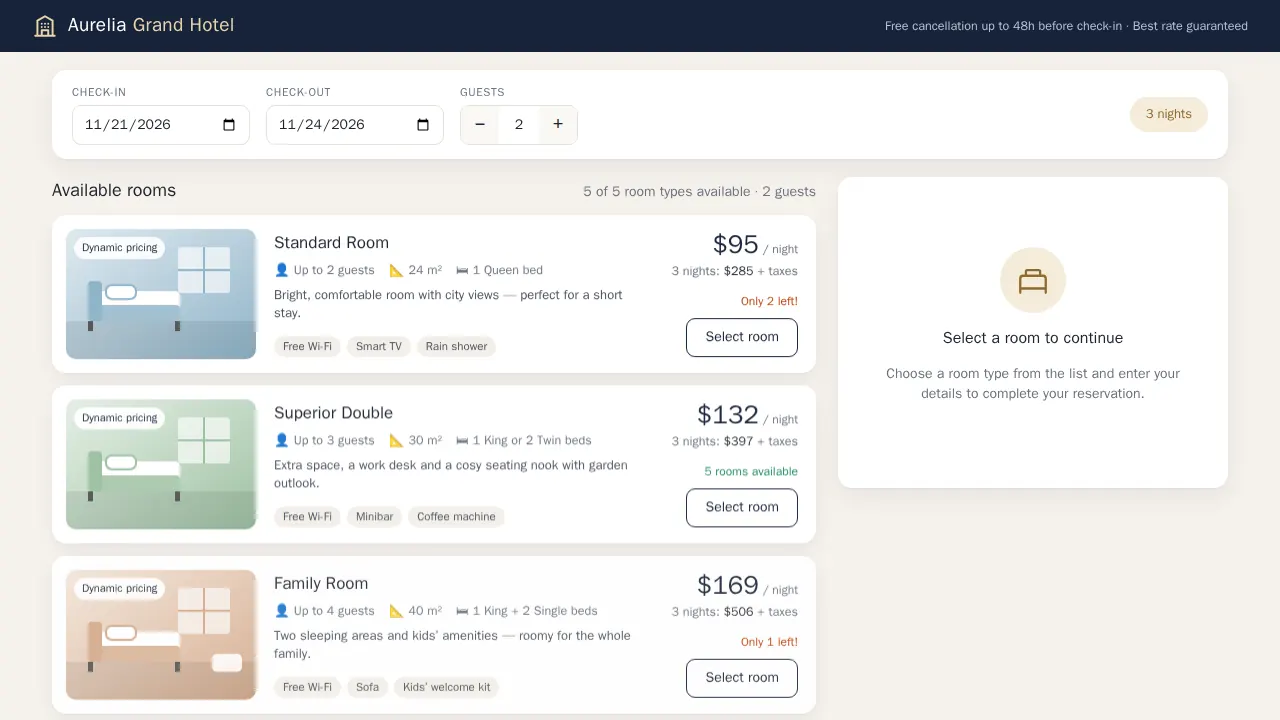 Aurelia Grand Hotel
Free cancellation up to 48h before check-in · Best rate guaranteed
CHECK-IN
CHECK-OUT
GUESTS
11/21/2026
11/24/2026
− 2 +
3 nights
Available rooms
5 of 5 room types available · 2 guests
Dynamic pricing
Standard Room
Up to 2 guests
24 m²
1 Queen bed
Bright, comfortable room with city views — perfect for a short
stay.
Free Wi-Fi
Smart TV
Rain shower
$95 / night
3 nights: $285 + taxes
Only 2 left!
Select room
Dynamic pricing
Superior Double
Up to 3 guests
30 m²
1 King or 2 Twin beds
Extra space, a work desk and a cosy seating nook with garden
outlook.
Free Wi-Fi
Minibar
Coffee machine
$132 / night
3 nights: $397 + taxes
5 rooms available
Select room
Dynamic pricing
Family Room
Up to 4 guests
40 m²
1 King + 2 Single beds
Two sleeping areas and kids' amenities — roomy for the whole
family.
Free Wi-Fi
Sofa
Kids' welcome kit
$169 / night
3 nights: $506 + taxes
Only 1 left!
Select room
Select a room to continue
Choose a room type from the list and enter your
details to complete your reservation.